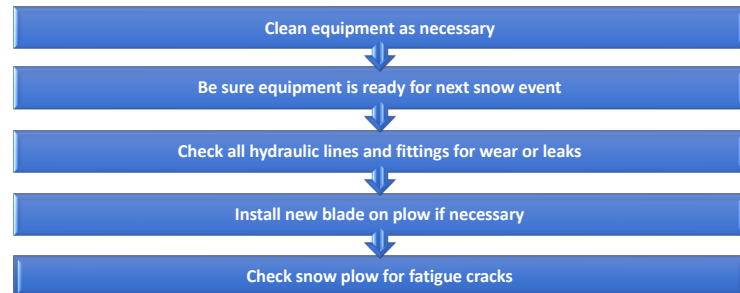 Clean equipment as necessary
Be sure equipment is ready for next snow event
Check all hydraulic lines and fittings for wear or leaks
Install new blade on plow if necessary
Check snow plow for fatigue cracks